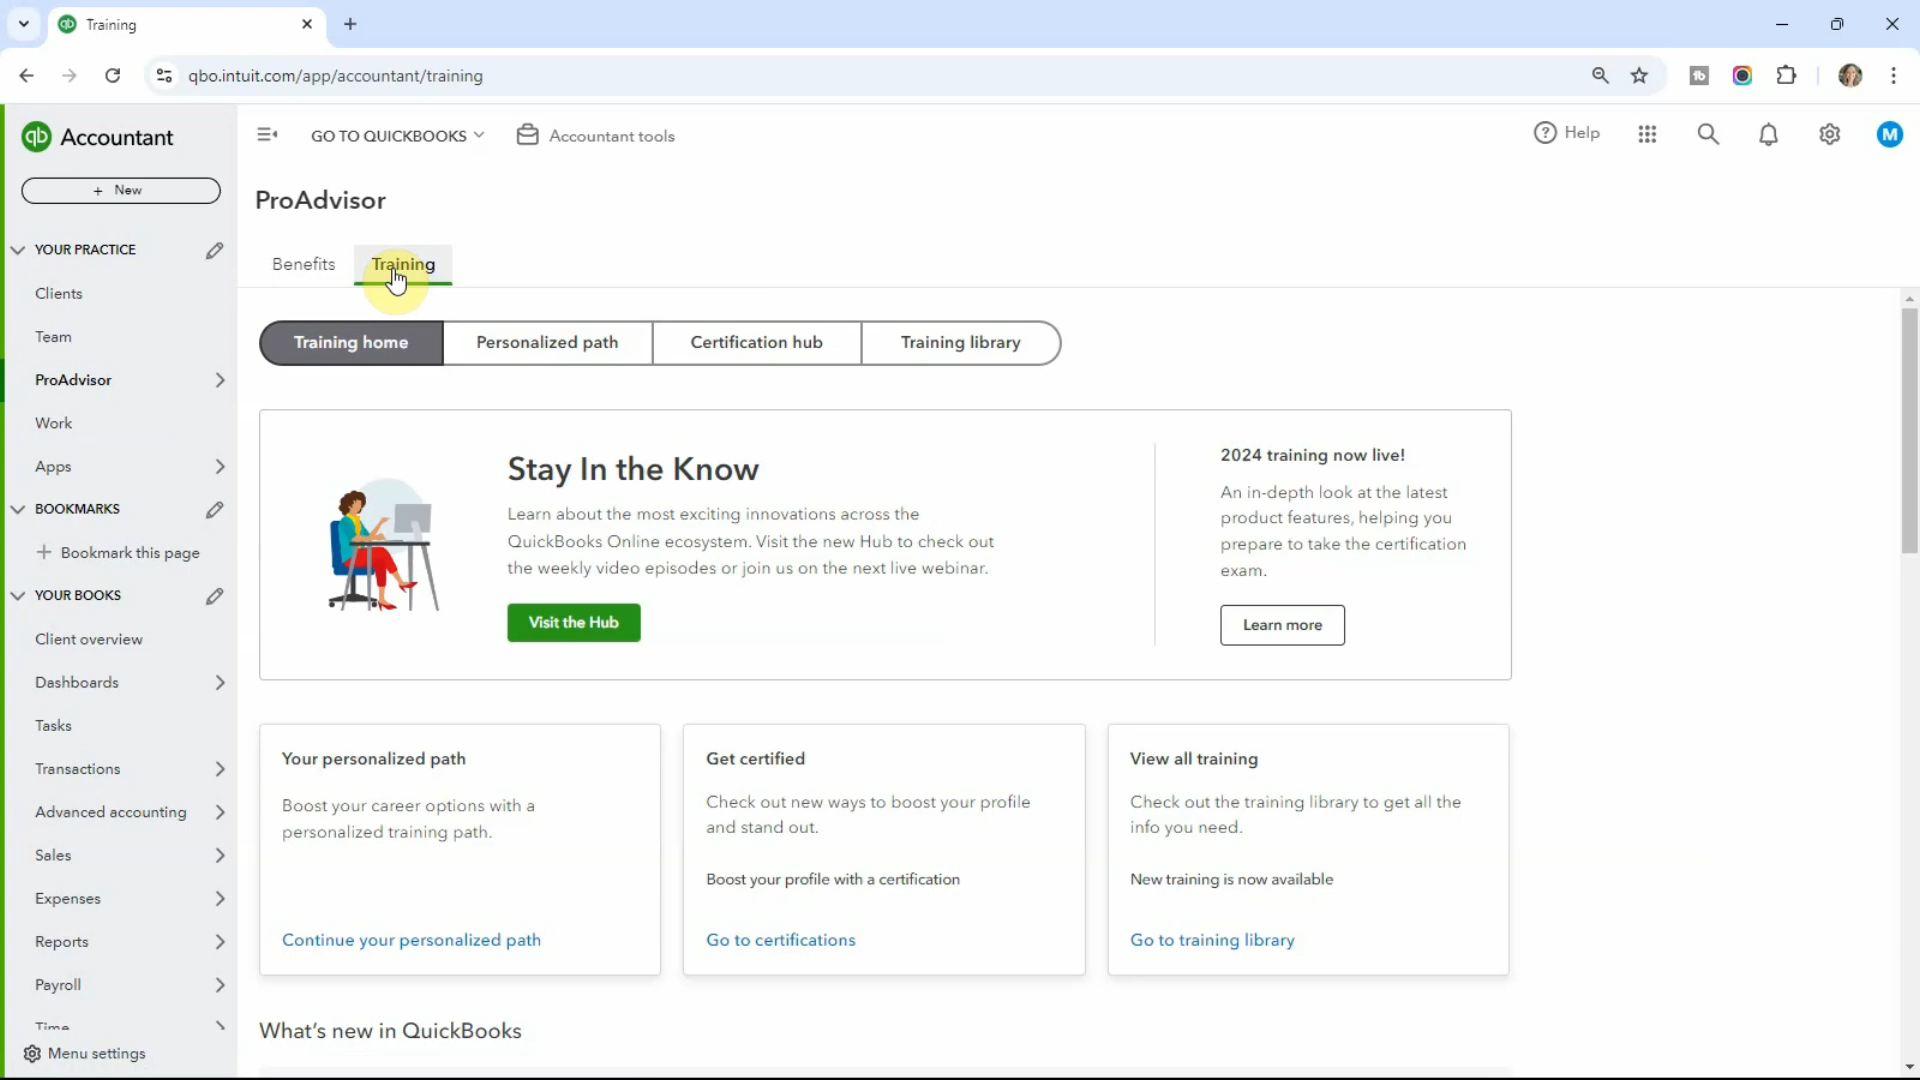 Training
qbo.intuit.com/app/accountant/training
qb Accountant
GO TO QUICKBOOKS
Accountant tools
Help
M
+ New
ProAdvisor
YOUR PRACTICE
Benefits
Training
Clients
Team
ProAdvisor
Work
Apps
BOOKMARKS
Bookmark this page
YOUR BOOKS
Client overview
Dashboards
Tasks
Transactions
Advanced accounting
Sales
Expenses
Reports
Payroll
Time
Menu settings
Training home
Personalized path
Certification hub
Training library
Stay In the Know
Learn about the most exciting innovations across the
QuickBooks Online ecosystem. Visit the new Hub to check out
the weekly video episodes or join us on the next live webinar.
Visit the Hub
2024 training now live!
An in-depth look at the latest
product features, helping you
prepare to take the certification
exam.
Learn more
Your personalized path
Boost your career options with a
personalized training path.
Continue your personalized path
Get certified
Check out new ways to boost your profile
and stand out.
Boost your profile with a certification
Go to certifications
View all training
Check out the training library to get all the
info you need.
New training is now available
Go to training library
What's new in QuickBooks